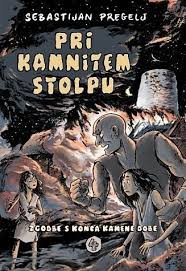 SEBASTIJAN PREGELJ
PRI
KAMNITEM
STOLPU
ZGODBE S KONCA KAMENE DOBE